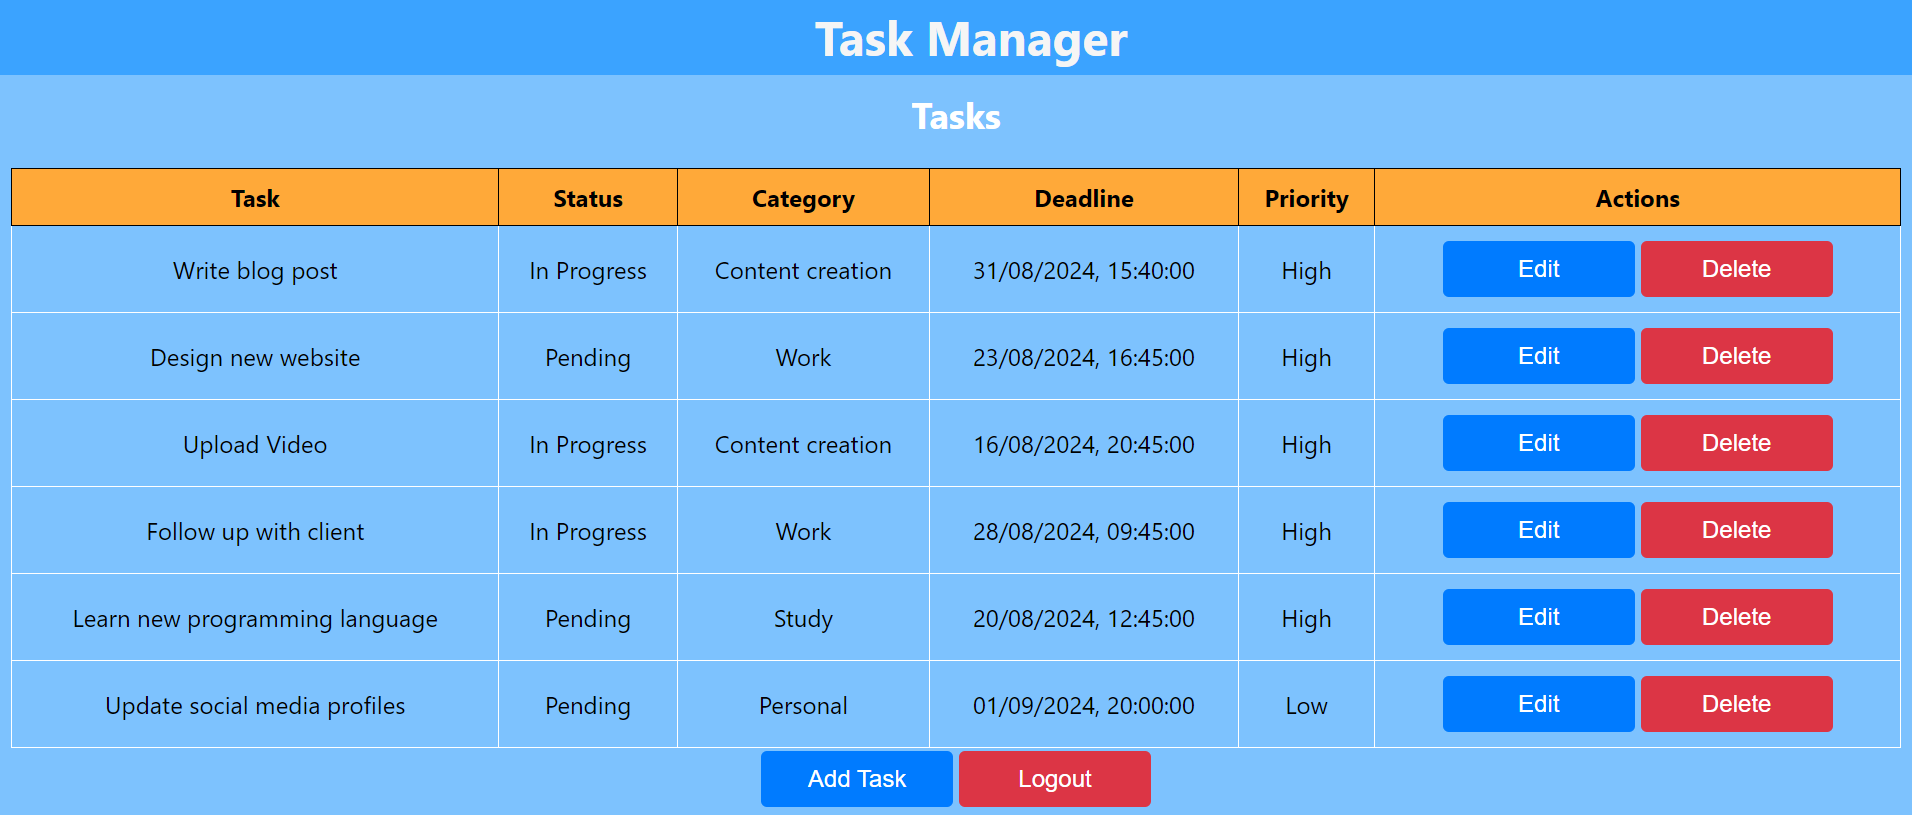 Task Manager
Tasks
Task Status Category Deadline Priority Actions
Write blog post In Progress Content creation 31/08/2024, 15:40:00 High Edit Delete
Design new website Pending Work 23/08/2024, 16:45:00 High Edit Delete
Upload Video In Progress Content creation 16/08/2024, 20:45:00 High Edit Delete
Follow up with client In Progress Work 28/08/2024, 09:45:00 High Edit Delete
Learn new programming language Pending Study 20/08/2024, 12:45:00 High Edit Delete
Update social media profiles Pending Personal 01/09/2024, 20:00:00 Low Edit Delete
Add Task Logout